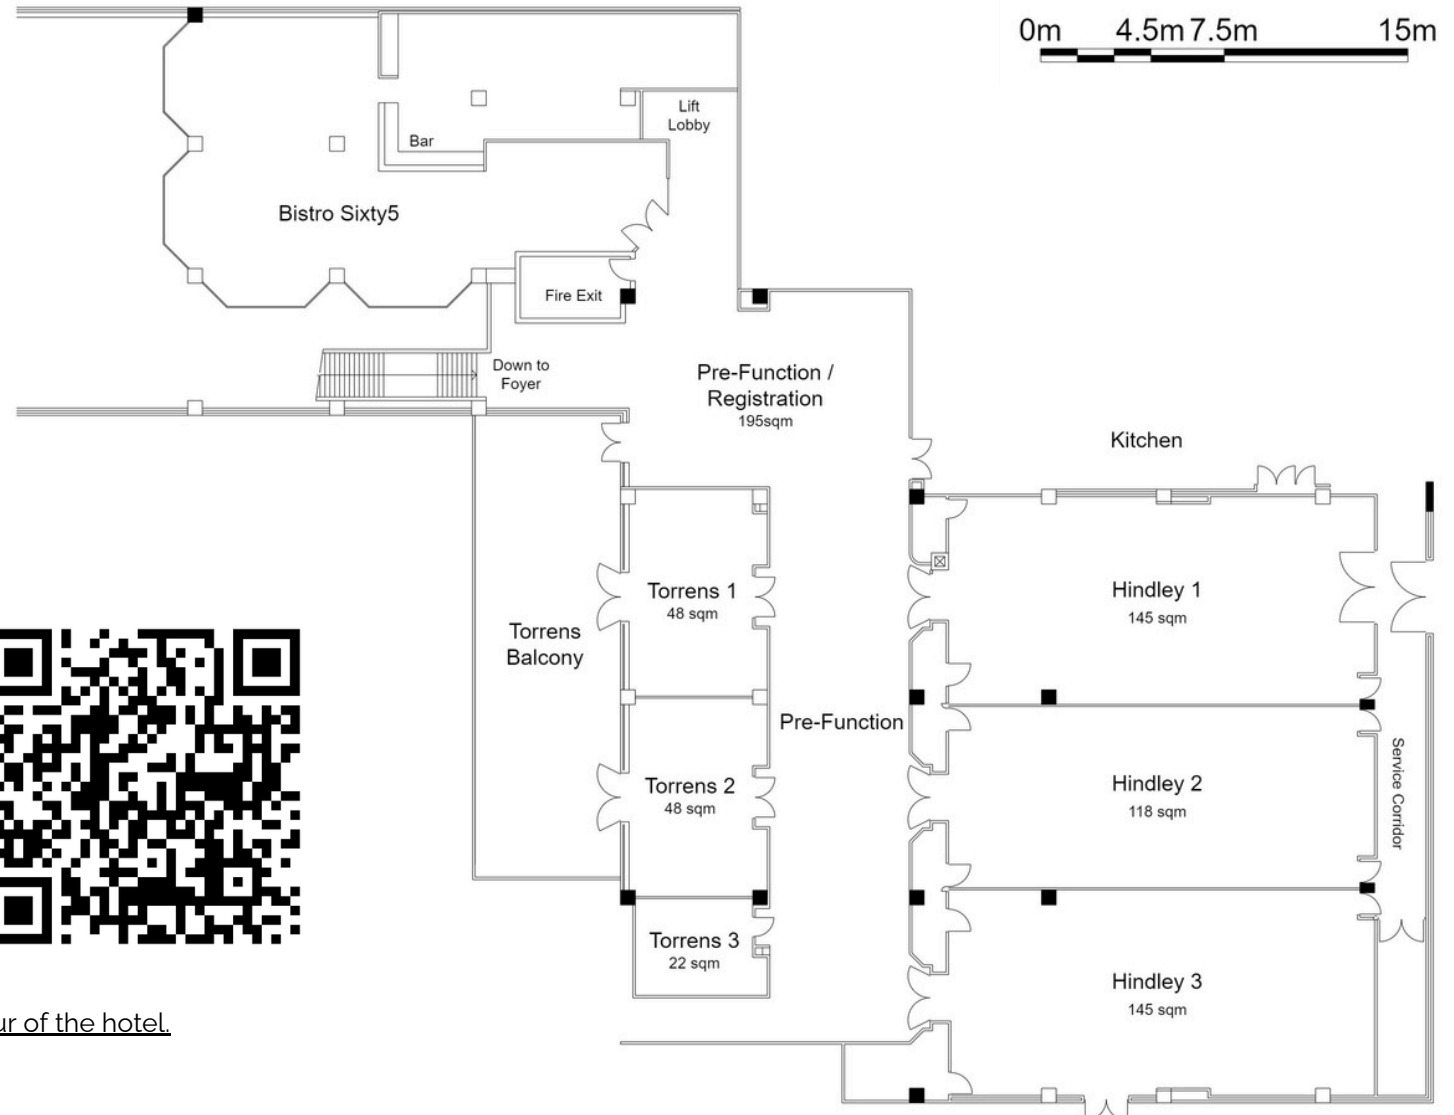 0m 4.5m 7.5m 15m
Lift
Lobby
Bar
Bistro Sixty5
Fire Exit
Down to
Foyer
Pre-Function /
Registration
195sqm
Kitchen
Torrens 1
48 sqm
Hindley 1
145 sqm
Torrens
Balcony
Pre-Function
Torrens 2
48 sqm
Hindley 2
118 sqm
Service Corridor
Torrens 3
22 sqm
Hindley 3
145 sqm
ur of the hotel.